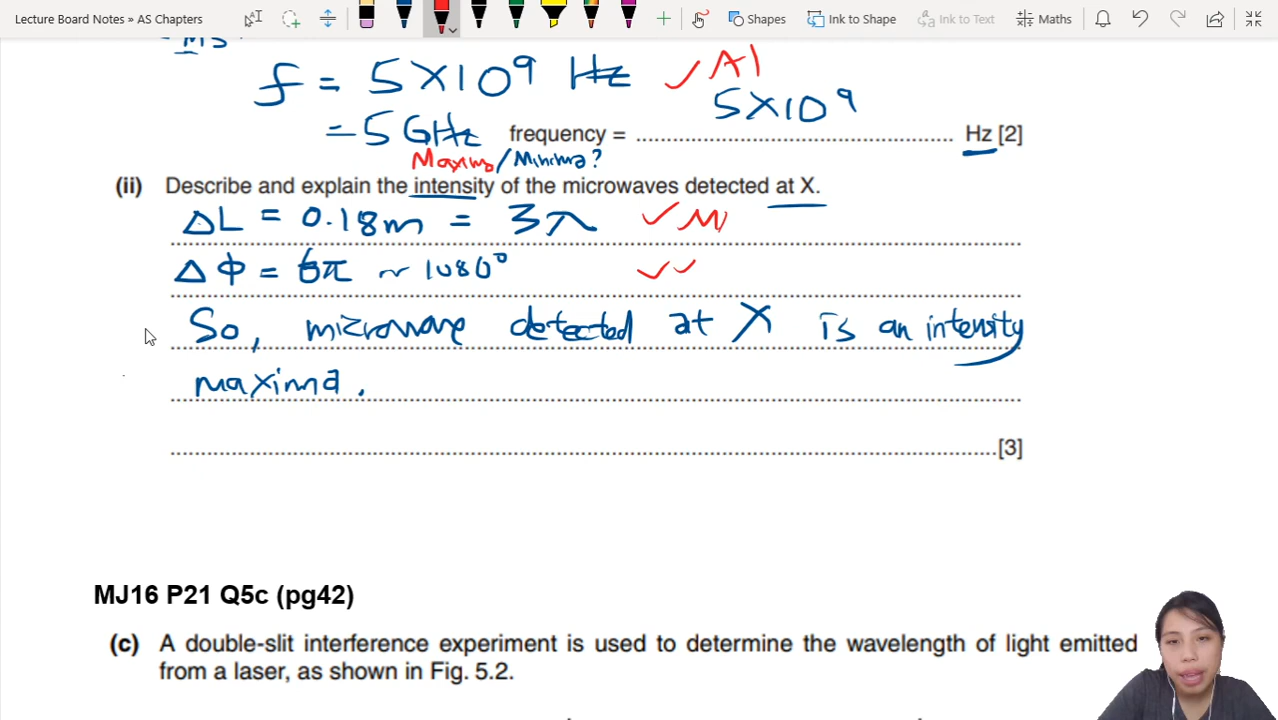 Lecture Board Notes » AS Chapters
Shapes
Ink to Shape
Ink to Text
Maths
f = 5×10⁹ Hz ✓ A1
5×10⁹
= 5 GHz frequency = .................... Hz [2]
Maxima/Minima?
(ii) Describe and explain the intensity of the microwaves detected at X.
ΔL = 0.18m = 3λ ✓ M1
Δφ = 6π ~ 1080° ✓✓
So, microwave detected at X is an intensity
maxima.
[3]
MJ16 P21 Q5c (pg42)
(c) A double-slit interference experiment is used to determine the wavelength of light emitted
from a laser, as shown in Fig. 5.2.